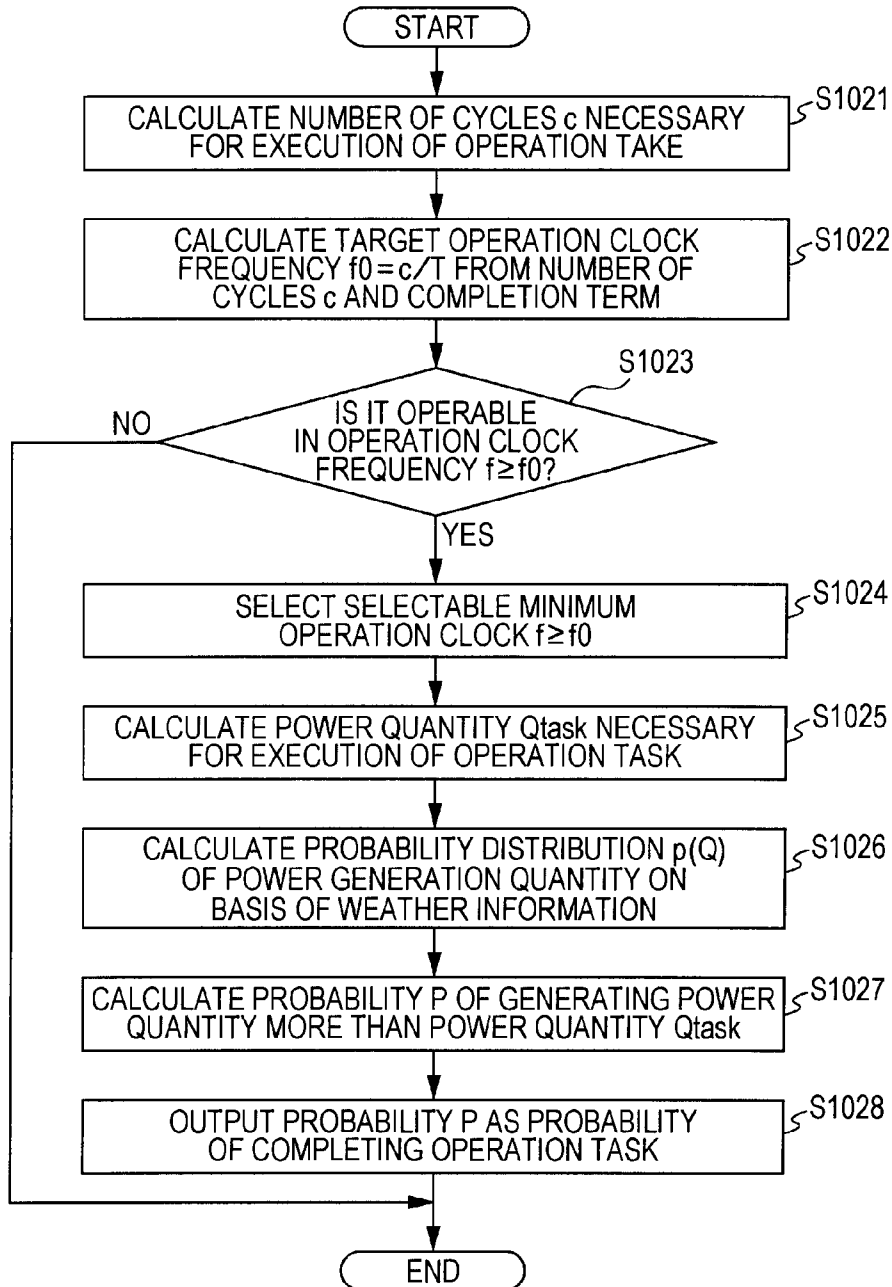 START
CALCULATE NUMBER OF CYCLES c NECESSARY
FOR EXECUTION OF OPERATION TAKE
S1021
CALCULATE TARGET OPERATION CLOCK
FREQUENCY f0=c/T FROM NUMBER OF
CYCLES c AND COMPLETION TERM
S1022
S1023
IS IT OPERABLE
IN OPERATION CLOCK
FREQUENCY f≥f0?
NO
YES
SELECT SELECTABLE MINIMUM
OPERATION CLOCK f≥f0
S1024
CALCULATE POWER QUANTITY Qtask NECESSARY
FOR EXECUTION OF OPERATION TASK
S1025
CALCULATE PROBABILITY DISTRIBUTION p(Q)
OF POWER GENERATION QUANTITY ON
BASIS OF WEATHER INFORMATION
S1026
CALCULATE PROBABILITY P OF GENERATING POWER
QUANTITY MORE THAN POWER QUANTITY Qtask
S1027
OUTPUT PROBABILITY P AS PROBABILITY
OF COMPLETING OPERATION TASK
S1028
END